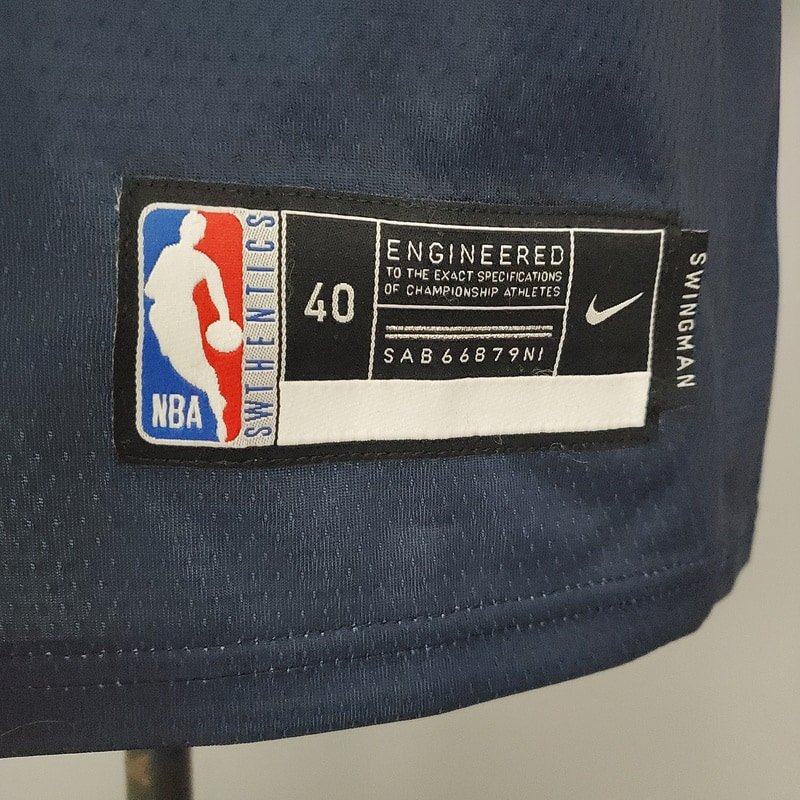 NBA
SWTHENTICS
40
ENGINEERED
TO THE EXACT SPECIFICATIONS
OF CHAMPIONSHIP ATHLETES
SAB66879NI
SWINGMAN